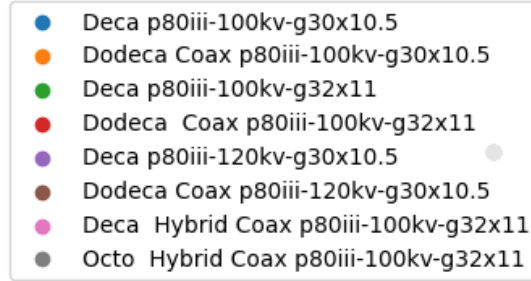 Deca p80iii-100kv-g30x10.5
Dodeca Coax p80iii-100kv-g30x10.5
Deca p80iii-100kv-g32x11
Dodeca  Coax p80iii-100kv-g32x11
Deca p80iii-120kv-g30x10.5
Dodeca Coax p80iii-120kv-g30x10.5
Deca  Hybrid Coax p80iii-100kv-g32x11
Octo  Hybrid Coax p80iii-100kv-g32x11